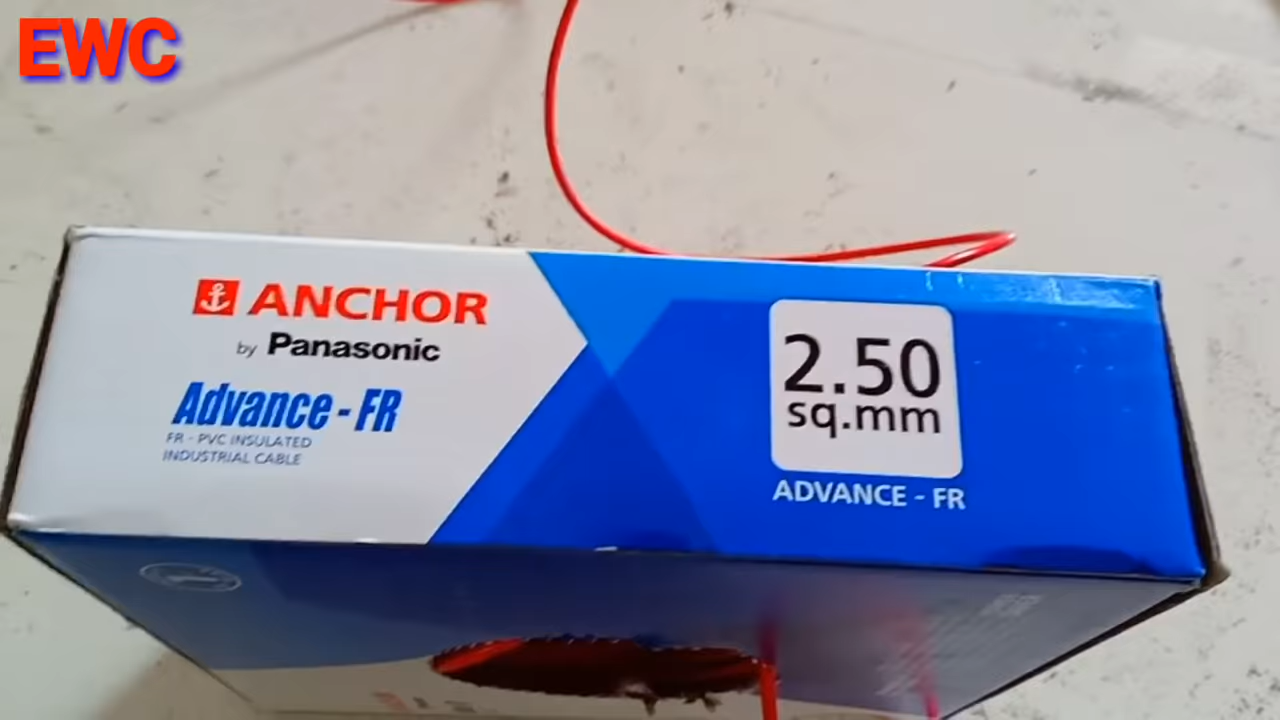 EWC
ANCHOR
by Panasonic
Advance - FR
FR - PVC INSULATED
INDUSTRIAL CABLE
2.50
sq.mm
ADVANCE - FR